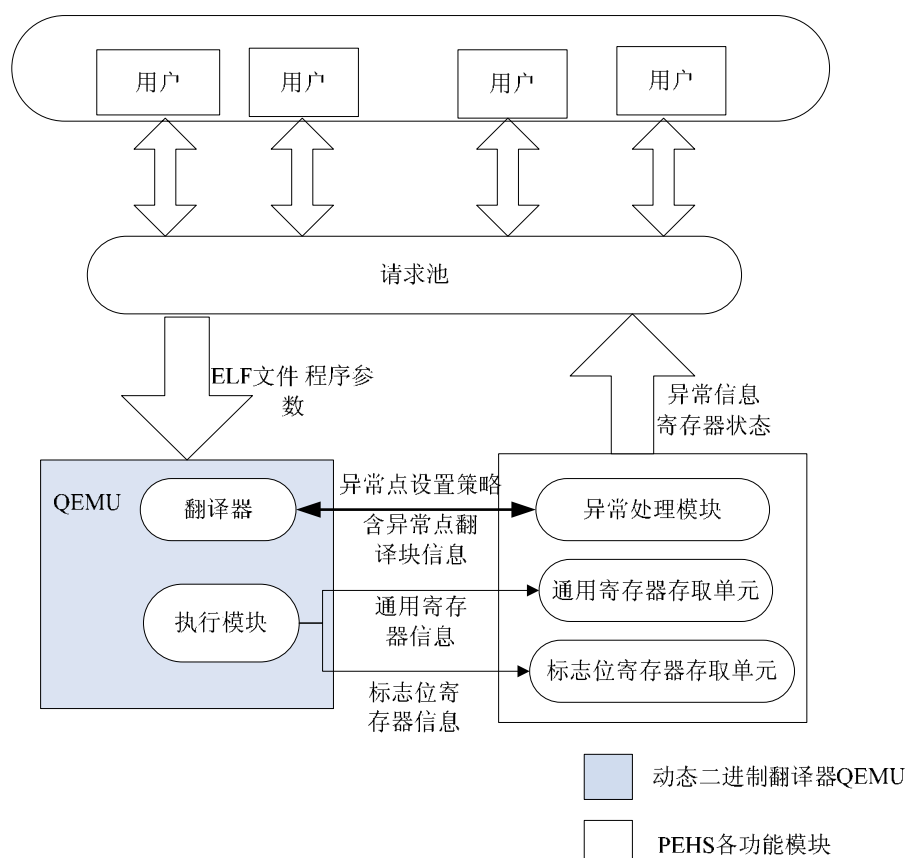 用户
用户
用户
用户
请求池
ELF文件 程序参
数
异常信息
寄存器状态
QEMU
翻译器
异常点设置策略
含异常点翻
译块信息
异常处理模块
执行模块
通用寄存
器信息
通用寄存器存取单元
标志位寄
存器信息
标志位寄存器存取单元
动态二进制翻译器QEMU
PEHS各功能模块